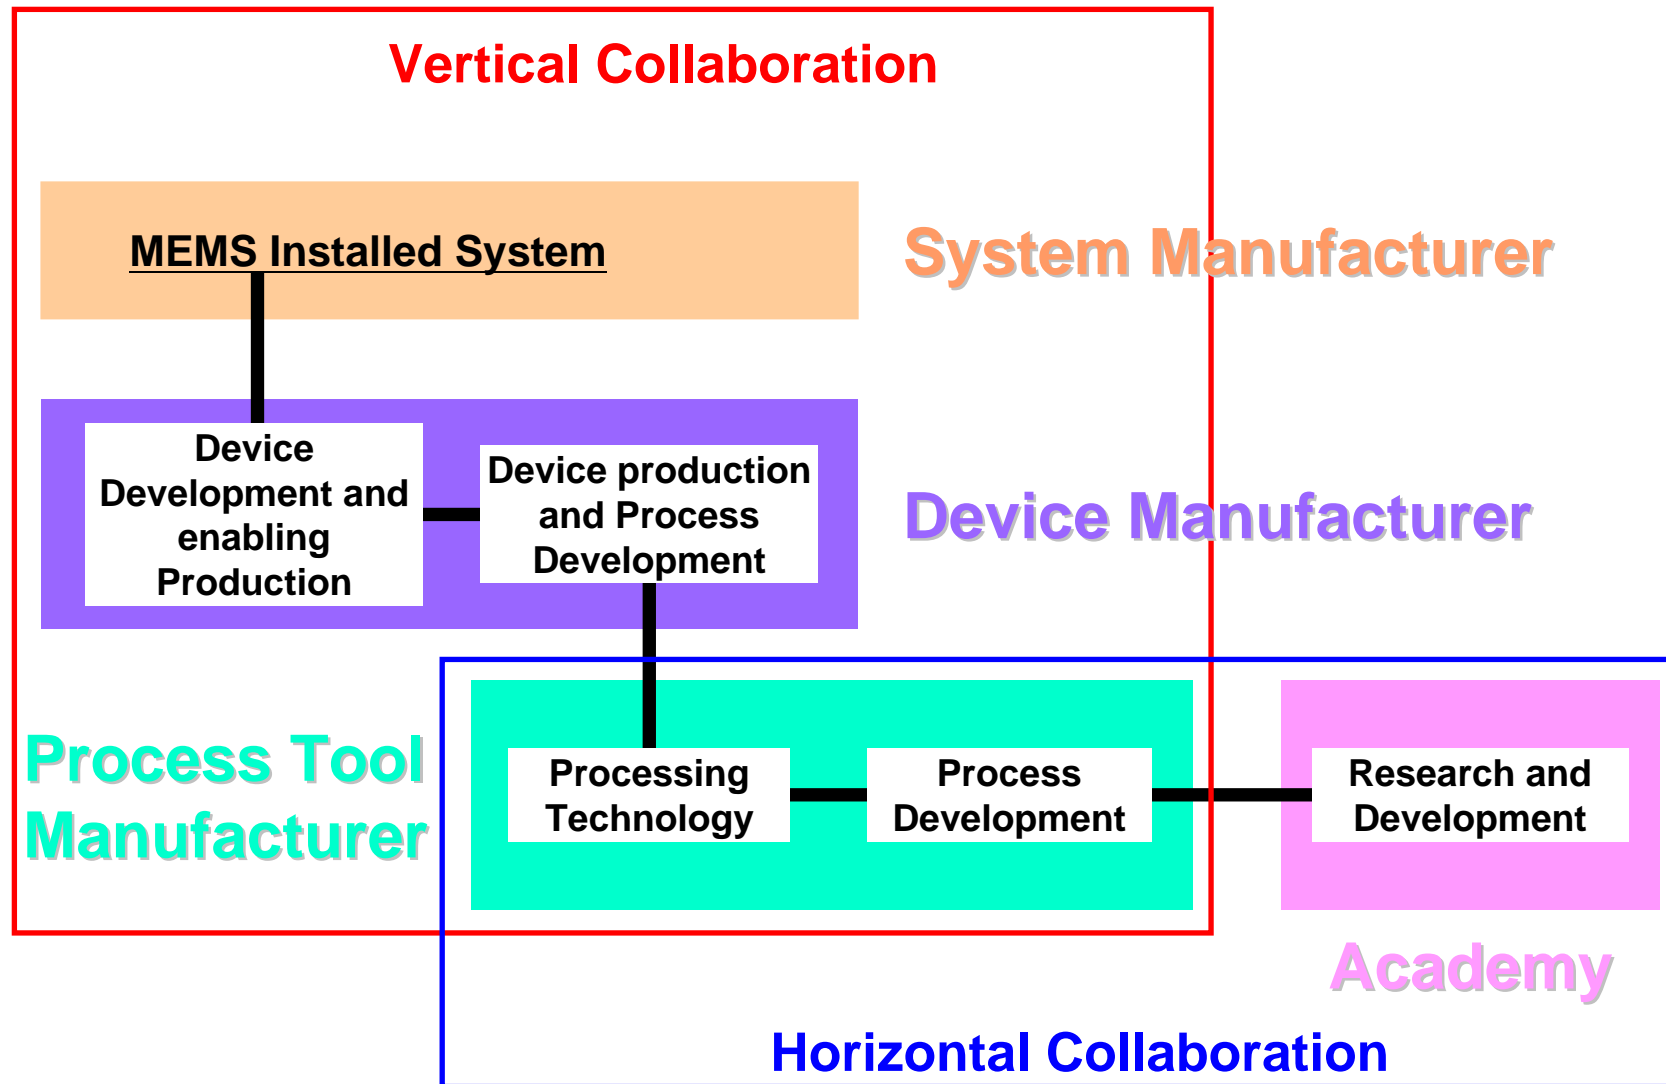 Vertical Collaboration
MEMS Installed System
System Manufacturer
Device
Development and
enabling
Production
Device production
and Process
Development
Device Manufacturer
Process Tool
Manufacturer
Processing
Technology
Process
Development
Research and
Development
Academy
Horizontal Collaboration